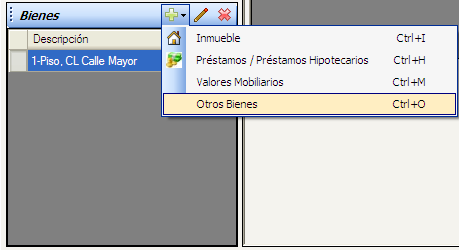 Bienes
Descripción
1-Piso, CL Calle Mayor
Inmueble Ctrl+I
Préstamos / Préstamos Hipotecarios Ctrl+H
Valores Mobiliarios Ctrl+M
Otros Bienes Ctrl+O